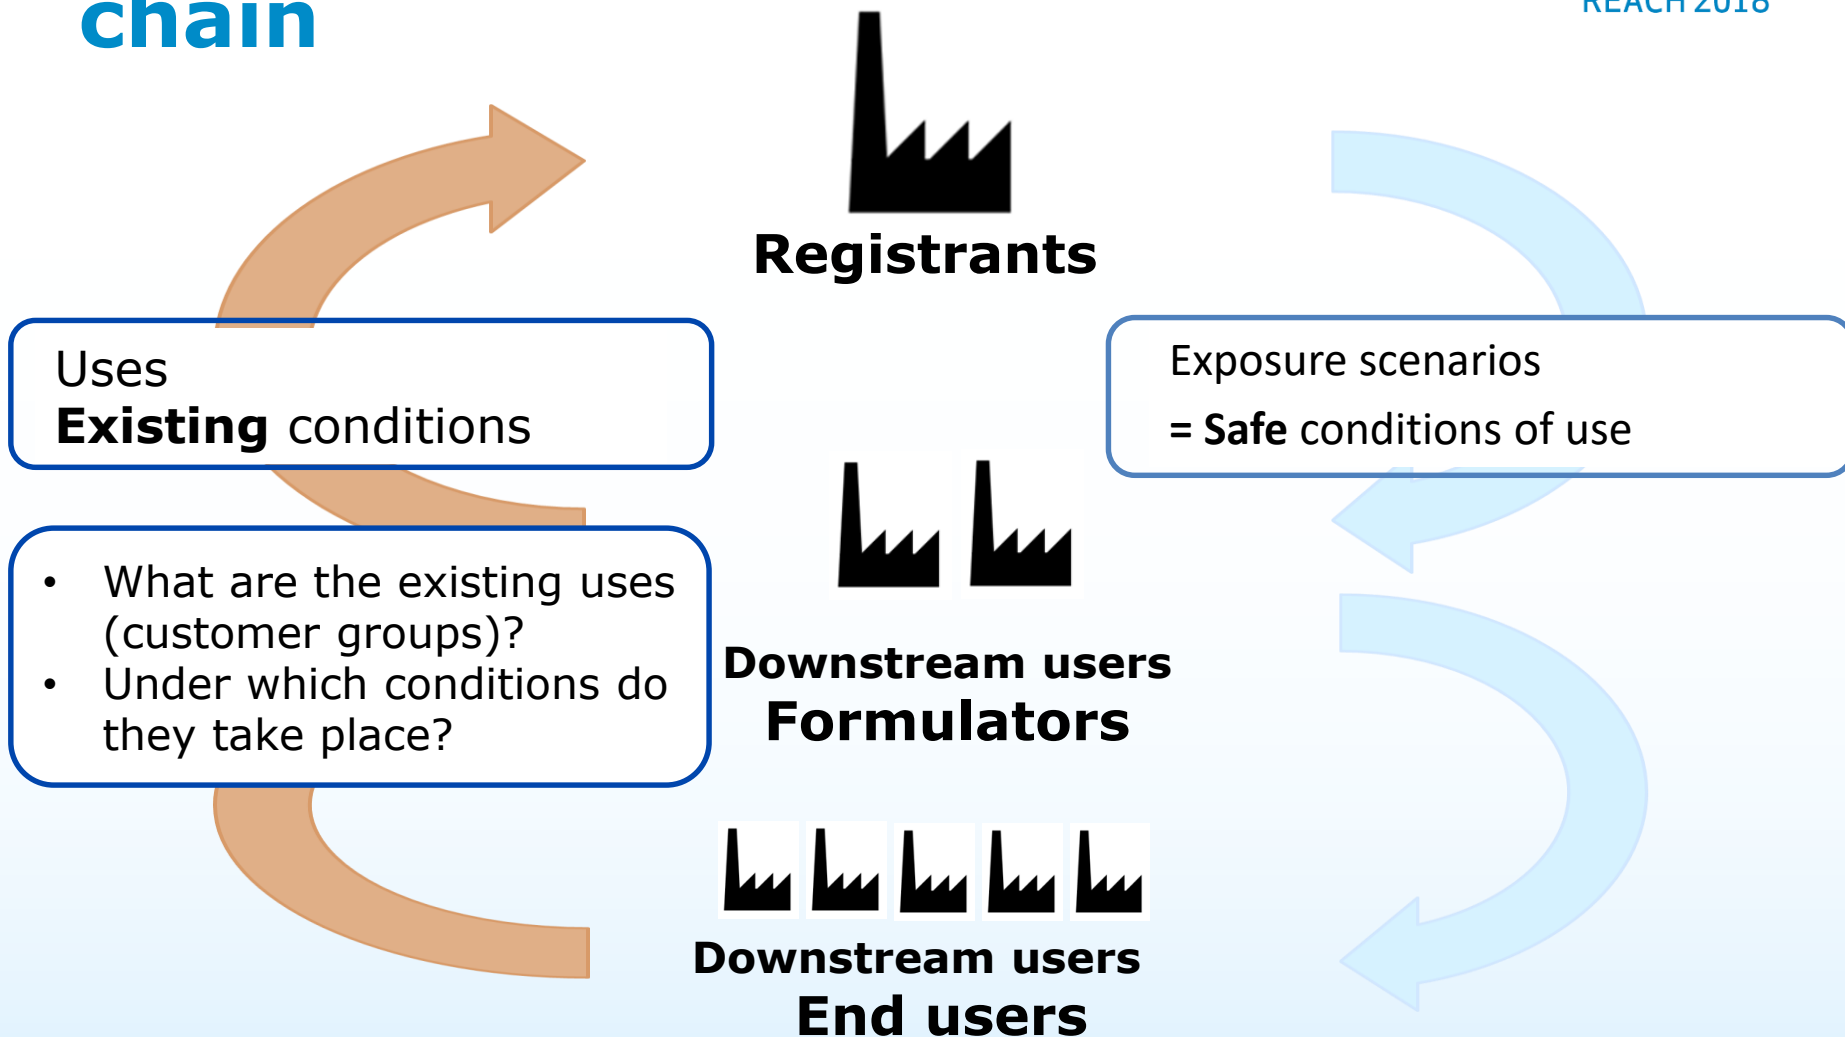 chain
REACH 2018
Registrants
Uses
Existing conditions
Exposure scenarios
= Safe conditions of use
• What are the existing uses
(customer groups)?
• Under which conditions do
they take place?
Downstream users
Formulators
Downstream users
End users